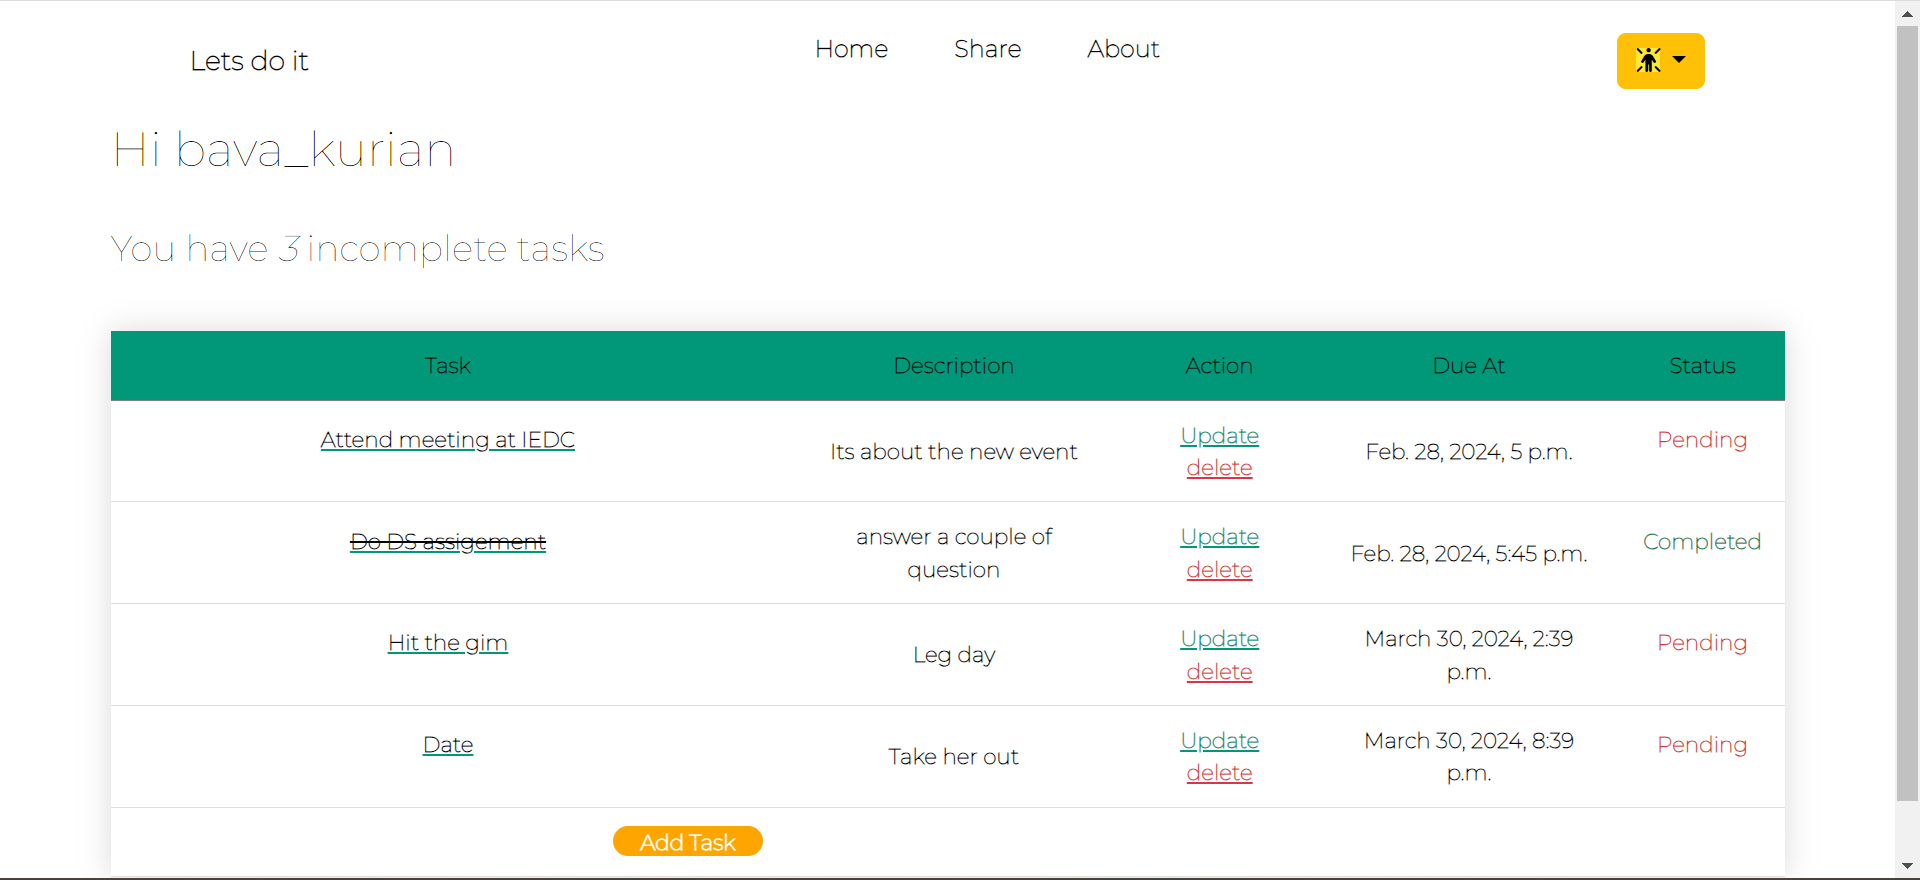 Lets do it
Home
Share
About
Hi bava_kurian
You have 3 incomplete tasks
Task
Description
Action
Due At
Status
Attend meeting at IEDC
Its about the new event
Update
delete
Feb. 28, 2024, 5 p.m.
Pending
Do DS assigement
answer a couple of
question
Update
delete
Feb. 28, 2024, 5:45 p.m.
Completed
Hit the gim
Leg day
Update
delete
March 30, 2024, 2:39
p.m.
Pending
Date
Take her out
Update
delete
March 30, 2024, 8:39
p.m.
Pending
Add Task